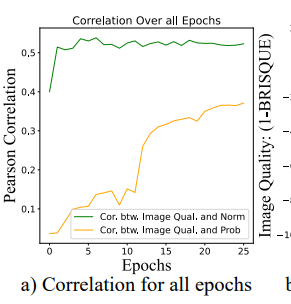 Correlation Over all Epochs
Pearson Correlation
0,5
0,4
0,3
0,2
0,1
Cor, btw, Image Qual, and Norm
Cor, btw, Image Qual, and Prob
0 5 10 15 20 25
Epochs
a) Correlation for all epochs
Image Quality: (1-BRISQUE)
b